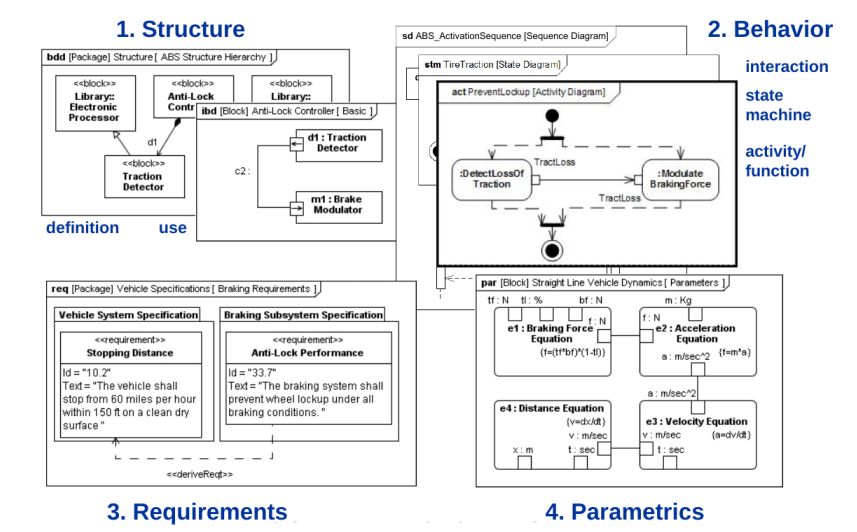 1. Structure
bdd [Package] Structure [ ABS Structure Hierarchy ]
<<block>>
Library::
Electronic
Processor
<<block>>
Anti-Lock
<<block>>
Library::
d1
<<block>>
Traction
Detector
ibd [Block] Anti-Lock Controller [ Basic ]
d1 : Traction
Detector
c2 :
m1 : Brake
Modulator
definition
use
2. Behavior
interaction
state
machine
activity/
function
sd ABS_ActivationSequence [Sequence Diagram]
stm TireTraction [State Diagram]
act PreventLockup [Activity Diagram]
TractLoss
:DetectLossOf
Traction
:Modulate
BrakingForce
TractLoss
req [Package] Vehicle Specifications [ Braking Requirements ]
Vehicle System Specification
<<requirement>>
Stopping Distance
Id = "10.2"
Text = "The vehicle shall
stop from 60 miles per hour
within 150 ft on a clean dry
surface "
Braking Subsystem Specification
<<requirement>>
Anti-Lock Performance
Id = "33.7"
Text = "The braking system shall
prevent wheel lockup under all
braking conditions. "
<<deriveReqt>>
3. Requirements
par [Block] Straight Line Vehicle Dynamics [ Parameters ]
tf : N
tl : %
bf : N
m : Kg
f : N
f : N
e1 : Braking Force
Equation
{f=(tf*bf)*(1-tl)}
e2 : Acceleration
Equation
{f=m*a}
a : m/sec^2
a : m/sec^2
e4 : Distance Equation
{v=dx/dt}
v : m/sec
x : m
t : sec
e3 : Velocity Equation
v : m/sec
{a=dv/dt}
t : sec
4. Parametrics